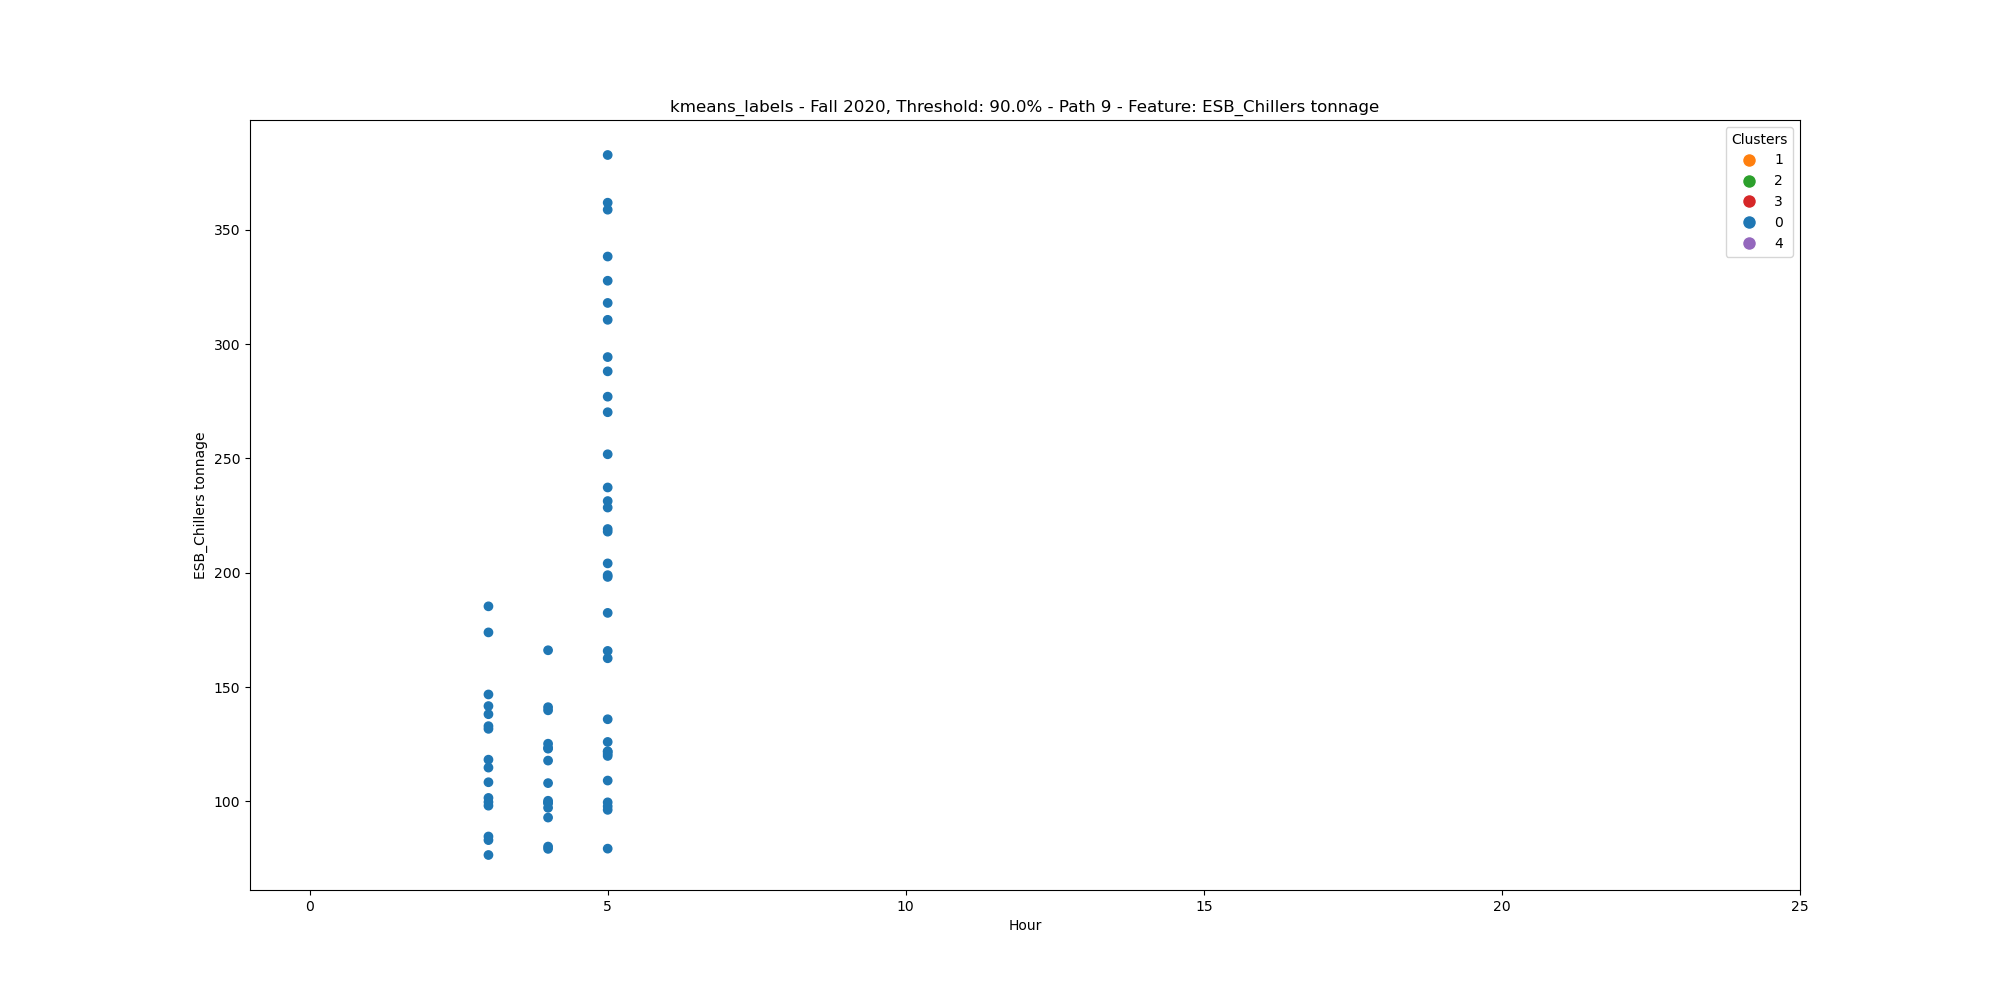 kmeans_labels - Fall 2020, Threshold: 90.0% - Path 9 - Feature: ESB_Chillers tonnage
Clusters
1
2
3
0
4
ESB_Chillers tonnage
350
300
250
200
150
100
0 5 10 15 20 25
Hour